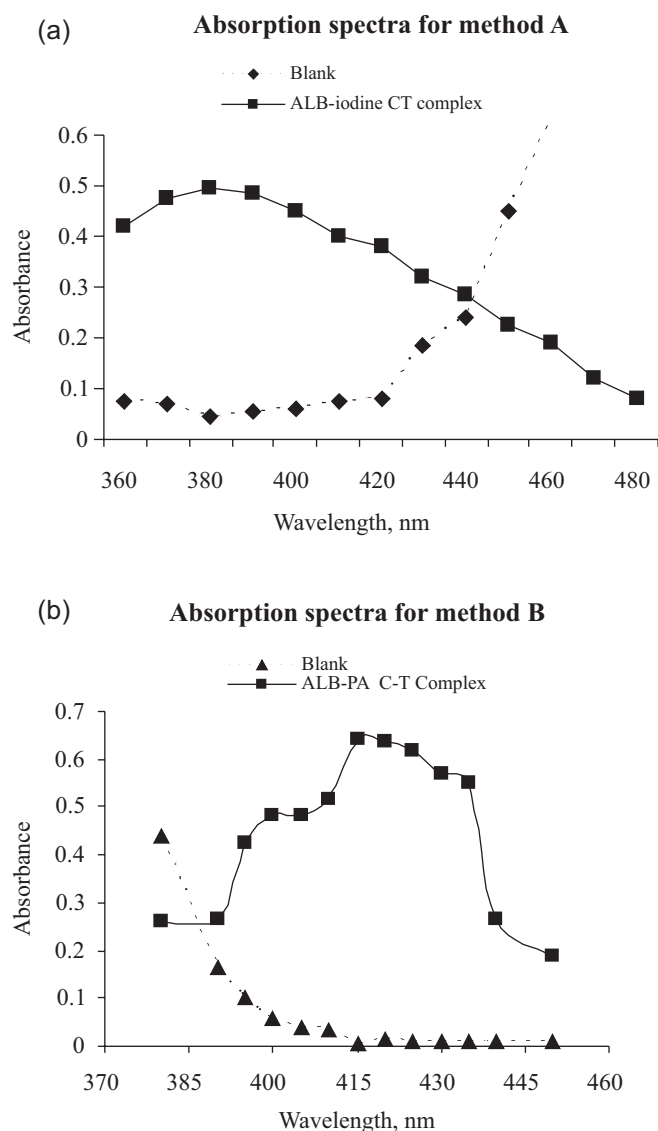 (a)
Absorption spectra for method A
Blank
ALB-iodine CT complex
0.6
0.5
0.4
0.3
0.2
0.1
0
Absorbance
360 380 400 420 440 460 480
Wavelength, nm
(b)
Absorption spectra for method B
Blank
ALB-PA C-T Complex
0.7
0.6
0.5
0.4
0.3
0.2
0.1
0
Absorbance
370 385 400 415 430 445 460
Wavelength, nm